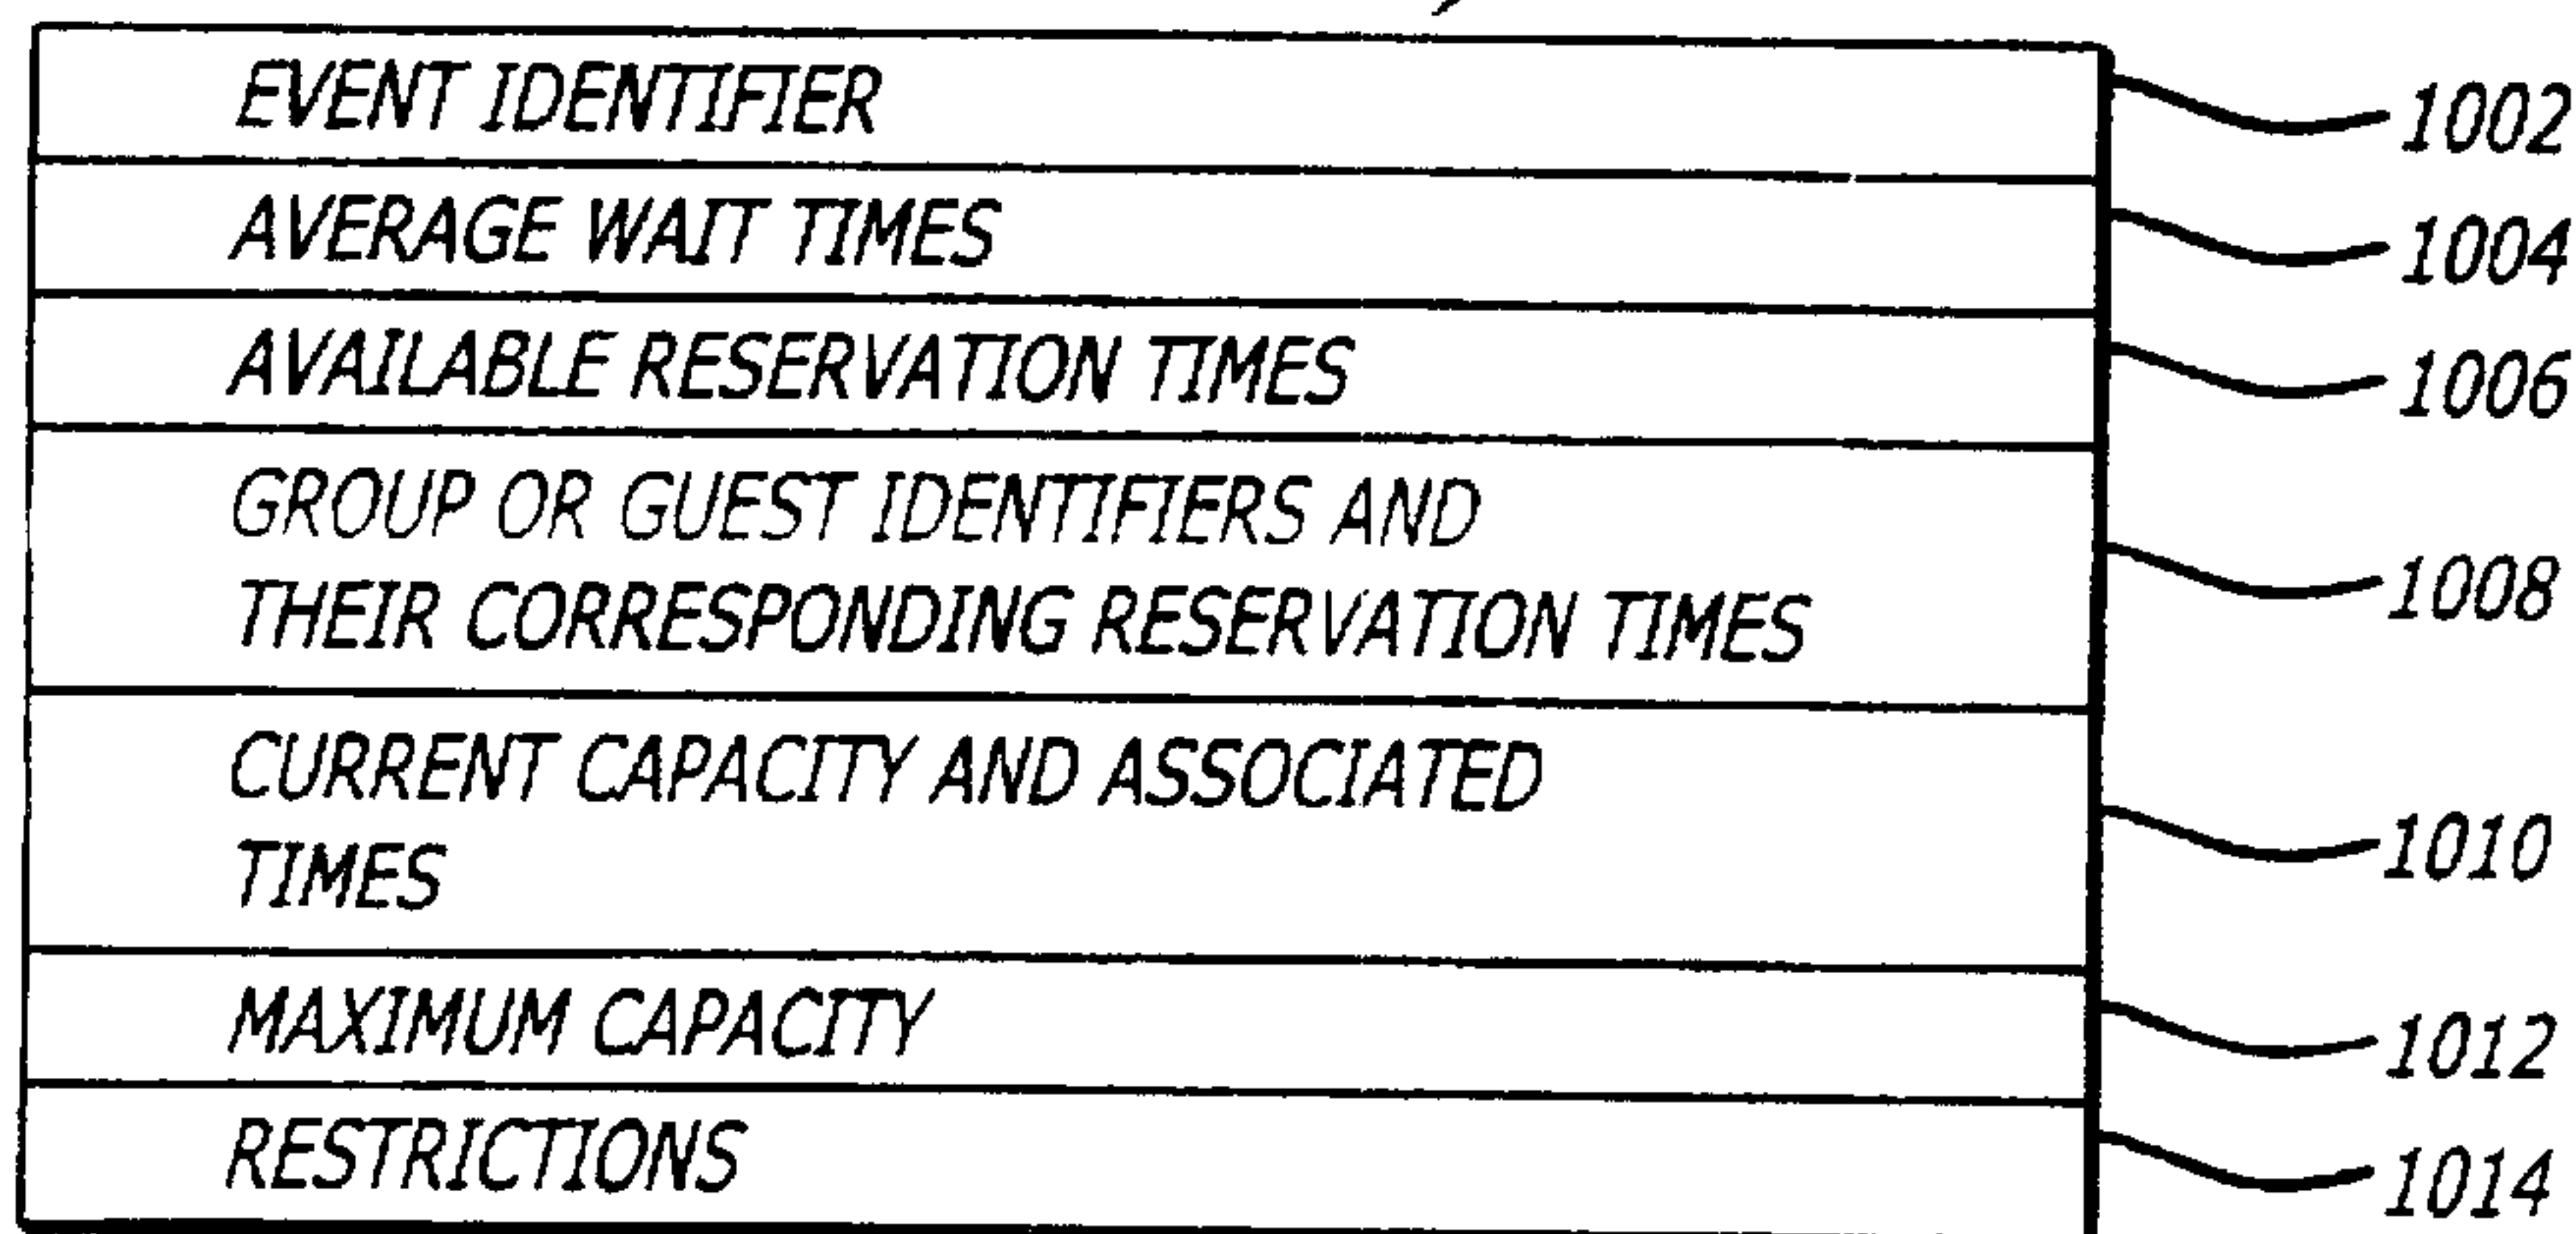 EVENT IDENTIFIER 1002
AVERAGE WAIT TIMES 1004
AVAILABLE RESERVATION TIMES 1006
GROUP OR GUEST IDENTIFIERS AND
THEIR CORRESPONDING RESERVATION TIMES 1008
CURRENT CAPACITY AND ASSOCIATED
TIMES 1010
MAXIMUM CAPACITY 1012
RESTRICTIONS 1014